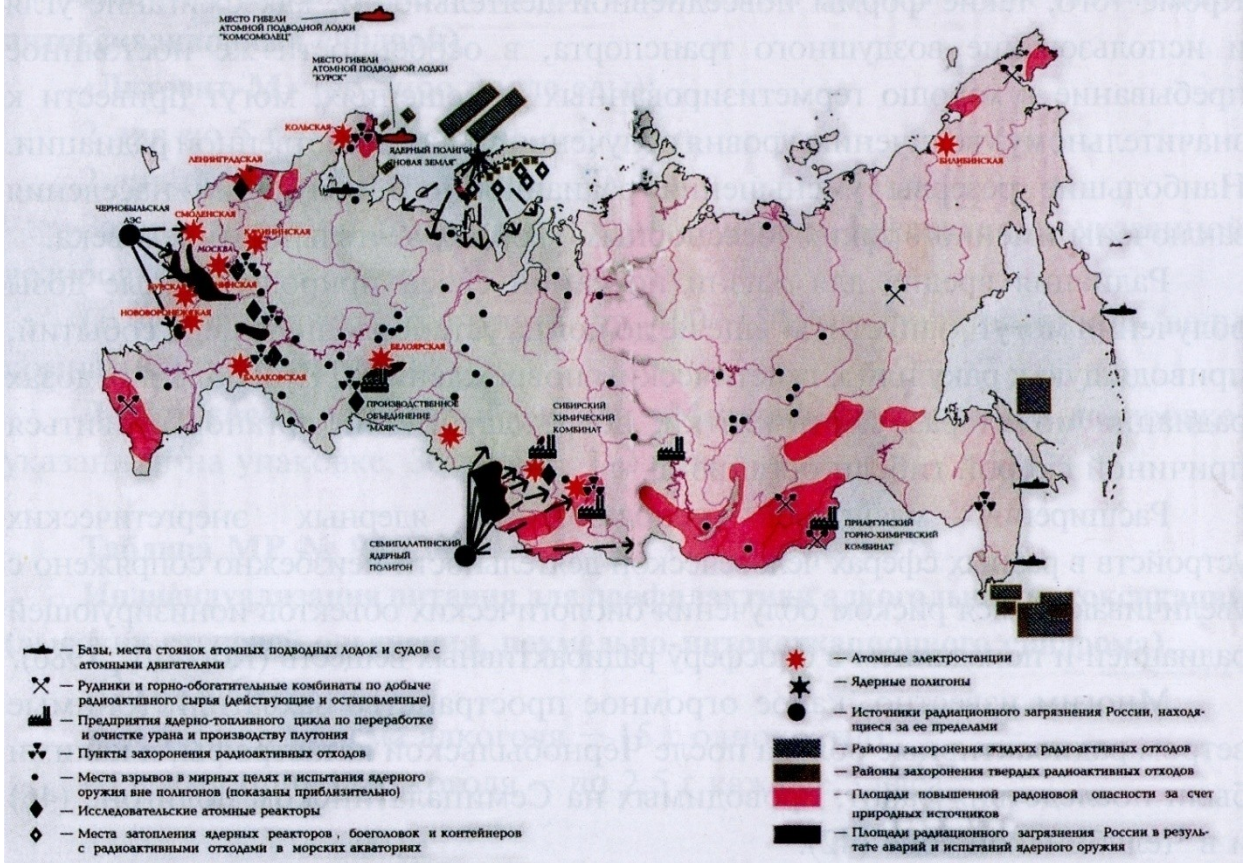 МЕСТО ГИБЕЛИ
АТОМНОЙ ПОДВОДНОЙ ЛОДКИ
"КОМСОМОЛЕЦ"
МЕСТО ГИБЕЛИ
АТОМНОЙ ПОДВОДНОЙ ЛОДКИ
"КУРСК"
КОЛЬСКАЯ
ЯДЕРНЫЙ ПОЛИГОН
"НОВАЯ ЗЕМЛЯ"
БИЛИБИНСКАЯ
ЛЕНИНГРАДСКАЯ
ЧЕРНОБЫЛЬСКАЯ
АЭС
СМОЛЕНСКАЯ
МОСКВА
НОВОВОРОНЕЖСКАЯ
БАЛАКОВСКАЯ
БЕЛОЯРСКАЯ
ПРОИЗВОДСТВЕННОЕ
ОБЪЕДИНЕНИЕ
"МАЯК"
СИБИРСКИЙ
ХИМИЧЕСКИЙ
КОМБИНАТ
СЕМИПАЛАТИНСКИЙ
ЯДЕРНЫЙ
ПОЛИГОН
ПРИАРГУНСКИЙ
ГОРНО-ХИМИЧЕСКИЙ
КОМБИНАТ
— Базы, места стоянок атомных подводных лодок и судов с
атомными двигателями
— Рудники и горно-обогатительные комбинаты по добыче
радиоактивного сырья (действующие и остановленные)
— Предприятия ядерно-топливного цикла по переработке
и очистке урана и производству плутония
— Пункты захоронения радиоактивных отходов
— Места взрывов в мирных целях и испытания ядерного
оружия вне полигонов (показаны приблизительно)
— Исследовательские атомные реакторы
— Места затопления ядерных реакторов, боеголовок и контейнеров
с радиоактивными отходами в морских акваториях
— Атомные электростанции
— Ядерные полигоны
— Источники радиационного загрязнения России, находя-
щиеся за ее пределами
— Районы захоронения жидких радиоактивных отходов
— Районы захоронения твердых радиоактивных отходов
— Площади повышенной радоновой опасности за счет
природных источников
— Площади радиационного загрязнения России в резуль-
тате аварий и испытаний ядерного оружия